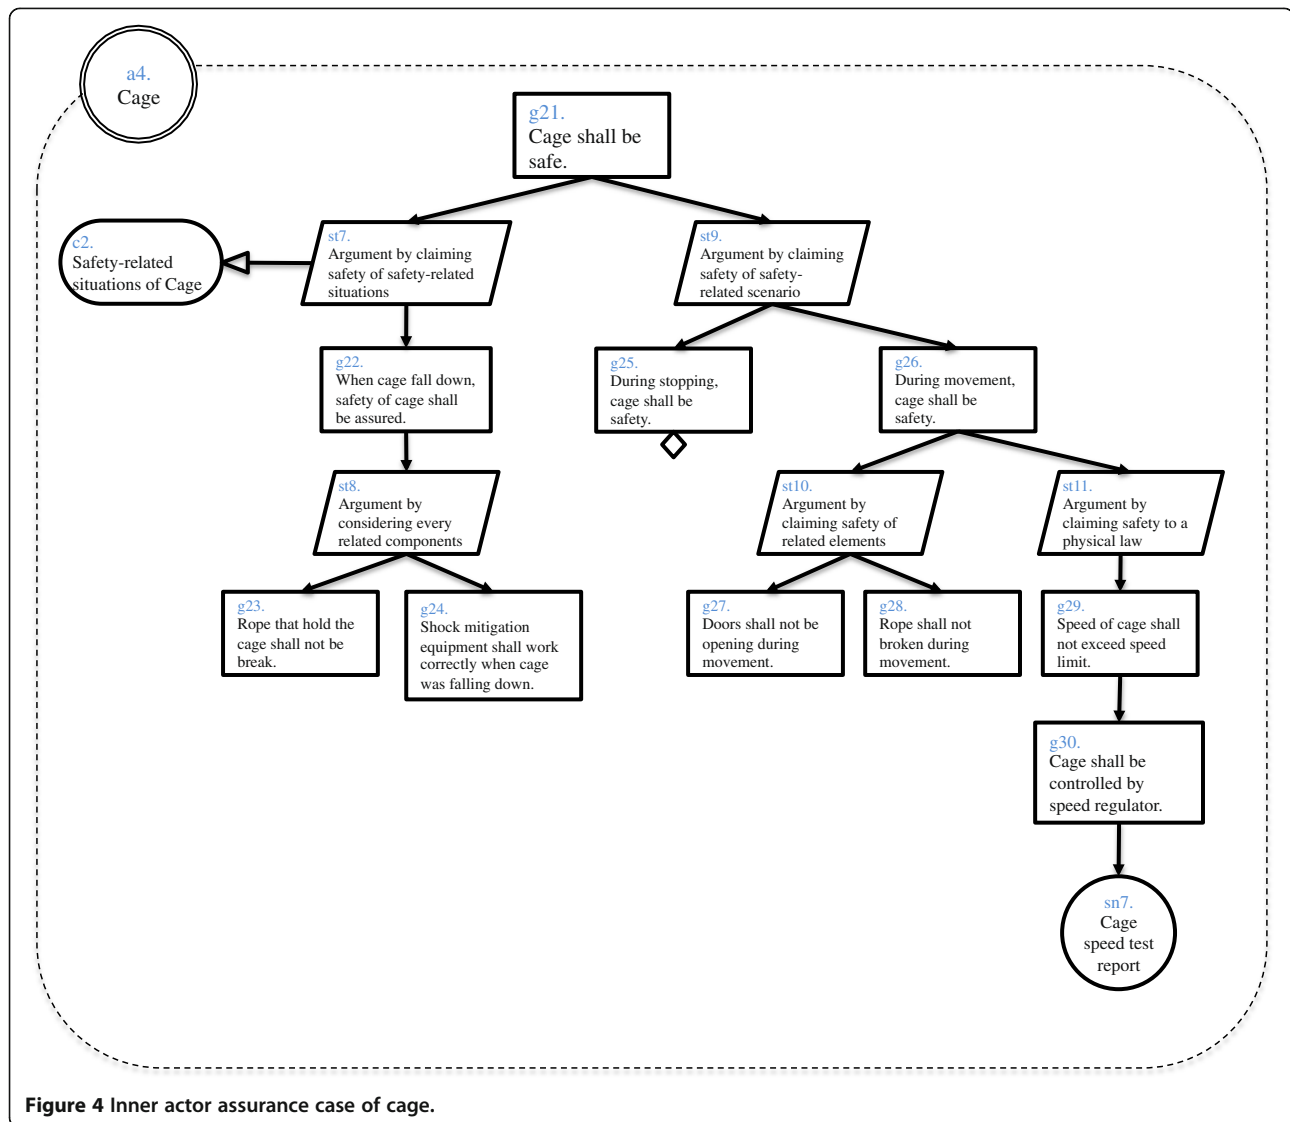 a4.
Cage
g21.
Cage shall be
safe.
c2.
Safety-related
situations of Cage
st7.
Argument by claiming
safety of safety-related
situations
st9.
Argument by claiming
safety of safety-
related scenario
g22.
When cage fall down,
safety of cage shall
be assured.
g25.
During stopping,
cage shall be
safety.
g26.
During movement,
cage shall be
safety.
st8.
Argument by
considering every
related components
st10.
Argument by
claiming safety of
related elements
st11.
Argument by
claiming safety to a
physical law
g23.
Rope that hold the
cage shall not be
break.
g24.
Shock mitigation
equipment shall work
correctly when cage
was falling down.
g27.
Doors shall not be
opening during
movement.
g28.
Rope shall not
broken during
movement.
g29.
Speed of cage shall
not exceed speed
limit.
g30.
Cage shall be
controlled by
speed regulator.
sn7.
Cage
speed test
report
Figure 4 Inner actor assurance case of cage.